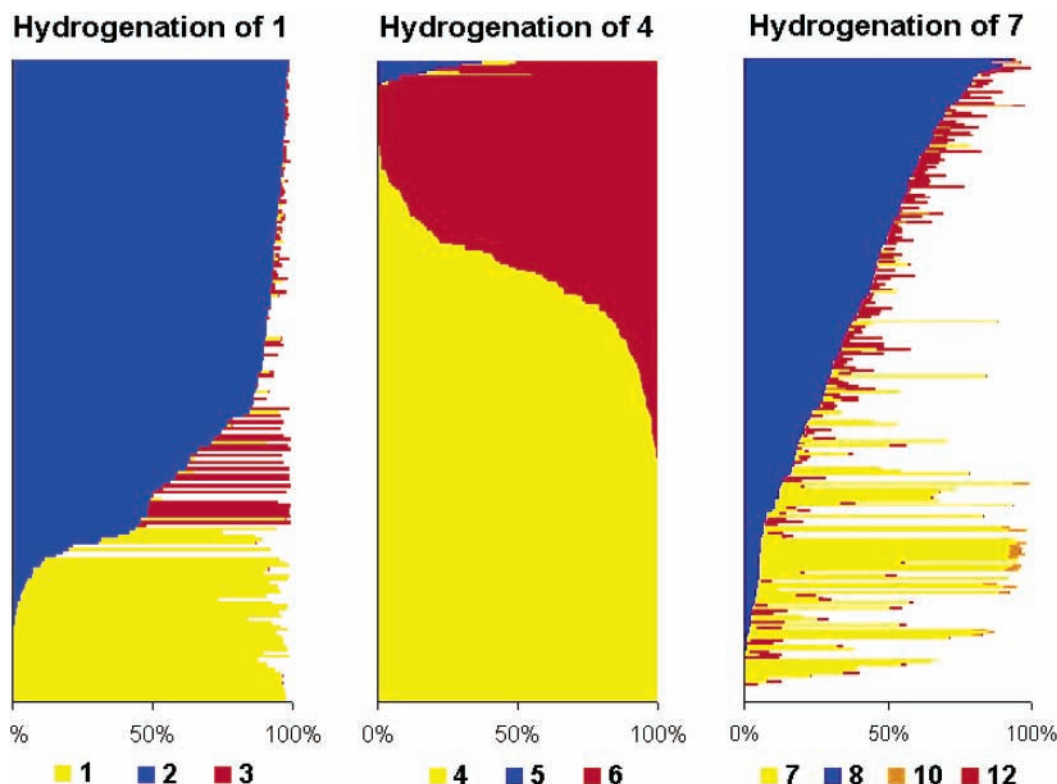 Hydrogenation of 1
Hydrogenation of 4
Hydrogenation of 7
% 50% 100%
0% 50% 100%
0% 50% 100%
1 2 3
4 5 6
7 8 10 12